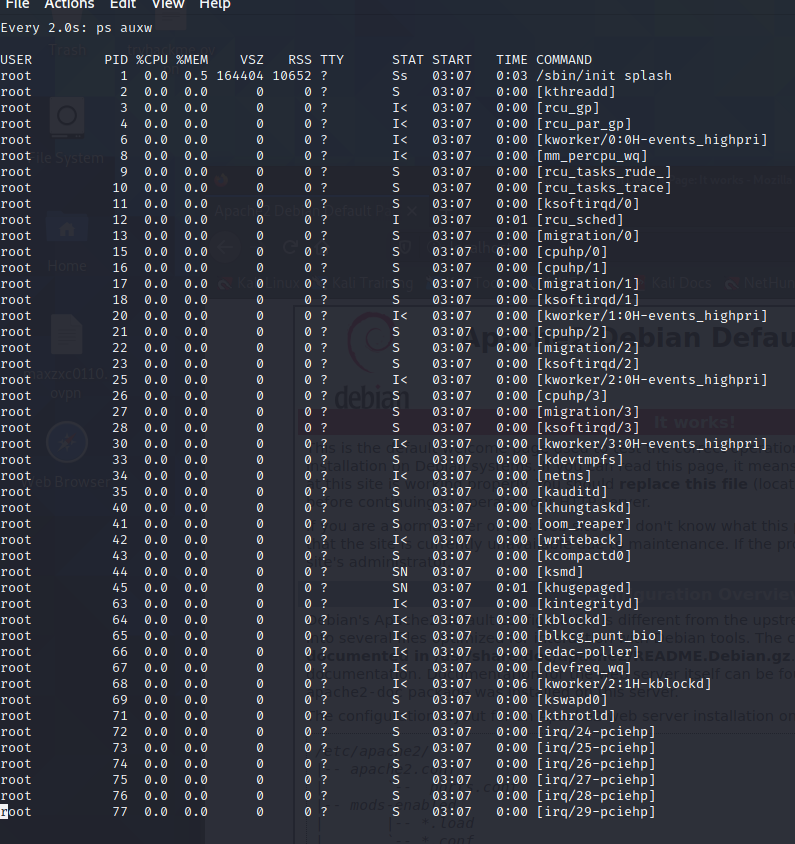 File Actions Edit View Help
Every 2.0s: ps auxw
USER PID %CPU %MEM VSZ RSS TTY STAT START TIME COMMAND
root 1 0.0 0.5 164404 10652 ? Ss 03:07 0:03 /sbin/init splash
root 2 0.0 0.0 0 0 ? S 03:07 0:00 [kthreadd]
root 3 0.0 0.0 0 0 ? I< 03:07 0:00 [rcu_gp]
root 4 0.0 0.0 0 0 ? I< 03:07 0:00 [rcu_par_gp]
root 6 0.0 0.0 0 0 ? I< 03:07 0:00 [kworker/0:0H-events_highpri]
root 8 0.0 0.0 0 0 ? I< 03:07 0:00 [mm_percpu_wq]
root 9 0.0 0.0 0 0 ? S 03:07 0:00 [rcu_tasks_rude_]
root 10 0.0 0.0 0 0 ? S 03:07 0:00 [rcu_tasks_trace]
root 11 0.0 0.0 0 0 ? S 03:07 0:00 [ksoftirqd/0]
root 12 0.0 0.0 0 0 ? I 03:07 0:01 [rcu_sched]
root 13 0.0 0.0 0 0 ? S 03:07 0:00 [migration/0]
root 15 0.0 0.0 0 0 ? S 03:07 0:00 [cpuhp/0]
root 16 0.0 0.0 0 0 ? S 03:07 0:00 [cpuhp/1]
root 17 0.0 0.0 0 0 ? S 03:07 0:00 [migration/1]
root 18 0.0 0.0 0 0 ? S 03:07 0:00 [ksoftirqd/1]
root 20 0.0 0.0 0 0 ? I< 03:07 0:00 [kworker/1:0H-events_highpri]
root 21 0.0 0.0 0 0 ? S 03:07 0:00 [cpuhp/2]
root 22 0.0 0.0 0 0 ? S 03:07 0:00 [migration/2]
root 23 0.0 0.0 0 0 ? S 03:07 0:00 [ksoftirqd/2]
root 25 0.0 0.0 0 0 ? I< 03:07 0:00 [kworker/2:0H-events_highpri]
root 26 0.0 0.0 0 0 ? S 03:07 0:00 [cpuhp/3]
root 27 0.0 0.0 0 0 ? S 03:07 0:00 [migration/3]
root 28 0.0 0.0 0 0 ? S 03:07 0:00 [ksoftirqd/3]
root 30 0.0 0.0 0 0 ? I< 03:07 0:00 [kworker/3:0H-events_highpri]
root 33 0.0 0.0 0 0 ? S 03:07 0:00 [kdevtmpfs]
root 34 0.0 0.0 0 0 ? I< 03:07 0:00 [netns]
root 35 0.0 0.0 0 0 ? S 03:07 0:00 [kauditd]
root 40 0.0 0.0 0 0 ? S 03:07 0:00 [khungtaskd]
root 41 0.0 0.0 0 0 ? S 03:07 0:00 [oom_reaper]
root 42 0.0 0.0 0 0 ? I< 03:07 0:00 [writeback]
root 43 0.0 0.0 0 0 ? S 03:07 0:00 [kcompactd0]
root 44 0.0 0.0 0 0 ? SN 03:07 0:00 [ksmd]
root 45 0.0 0.0 0 0 ? SN 03:07 0:01 [khugepaged]
root 63 0.0 0.0 0 0 ? I< 03:07 0:00 [kintegrityd]
root 64 0.0 0.0 0 0 ? I< 03:07 0:00 [kblockd]
root 65 0.0 0.0 0 0 ? I< 03:07 0:00 [blkcg_punt_bio]
root 66 0.0 0.0 0 0 ? I< 03:07 0:00 [edac-poller]
root 67 0.0 0.0 0 0 ? I< 03:07 0:00 [devfreq_wq]
root 68 0.0 0.0 0 0 ? I< 03:07 0:06 [kworker/2:1H-kblockd]
root 69 0.0 0.0 0 0 ? S 03:07 0:00 [kswapd0]
root 71 0.0 0.0 0 0 ? I< 03:07 0:00 [kthrotld]
root 72 0.0 0.0 0 0 ? S 03:07 0:00 [irq/24-pciehp]
root 73 0.0 0.0 0 0 ? S 03:07 0:00 [irq/25-pciehp]
root 74 0.0 0.0 0 0 ? S 03:07 0:00 [irq/26-pciehp]
root 75 0.0 0.0 0 0 ? S 03:07 0:00 [irq/27-pciehp]
root 76 0.0 0.0 0 0 ? S 03:07 0:00 [irq/28-pciehp]
root 77 0.0 0.0 0 0 ? S 03:07 0:00 [irq/29-pciehp]